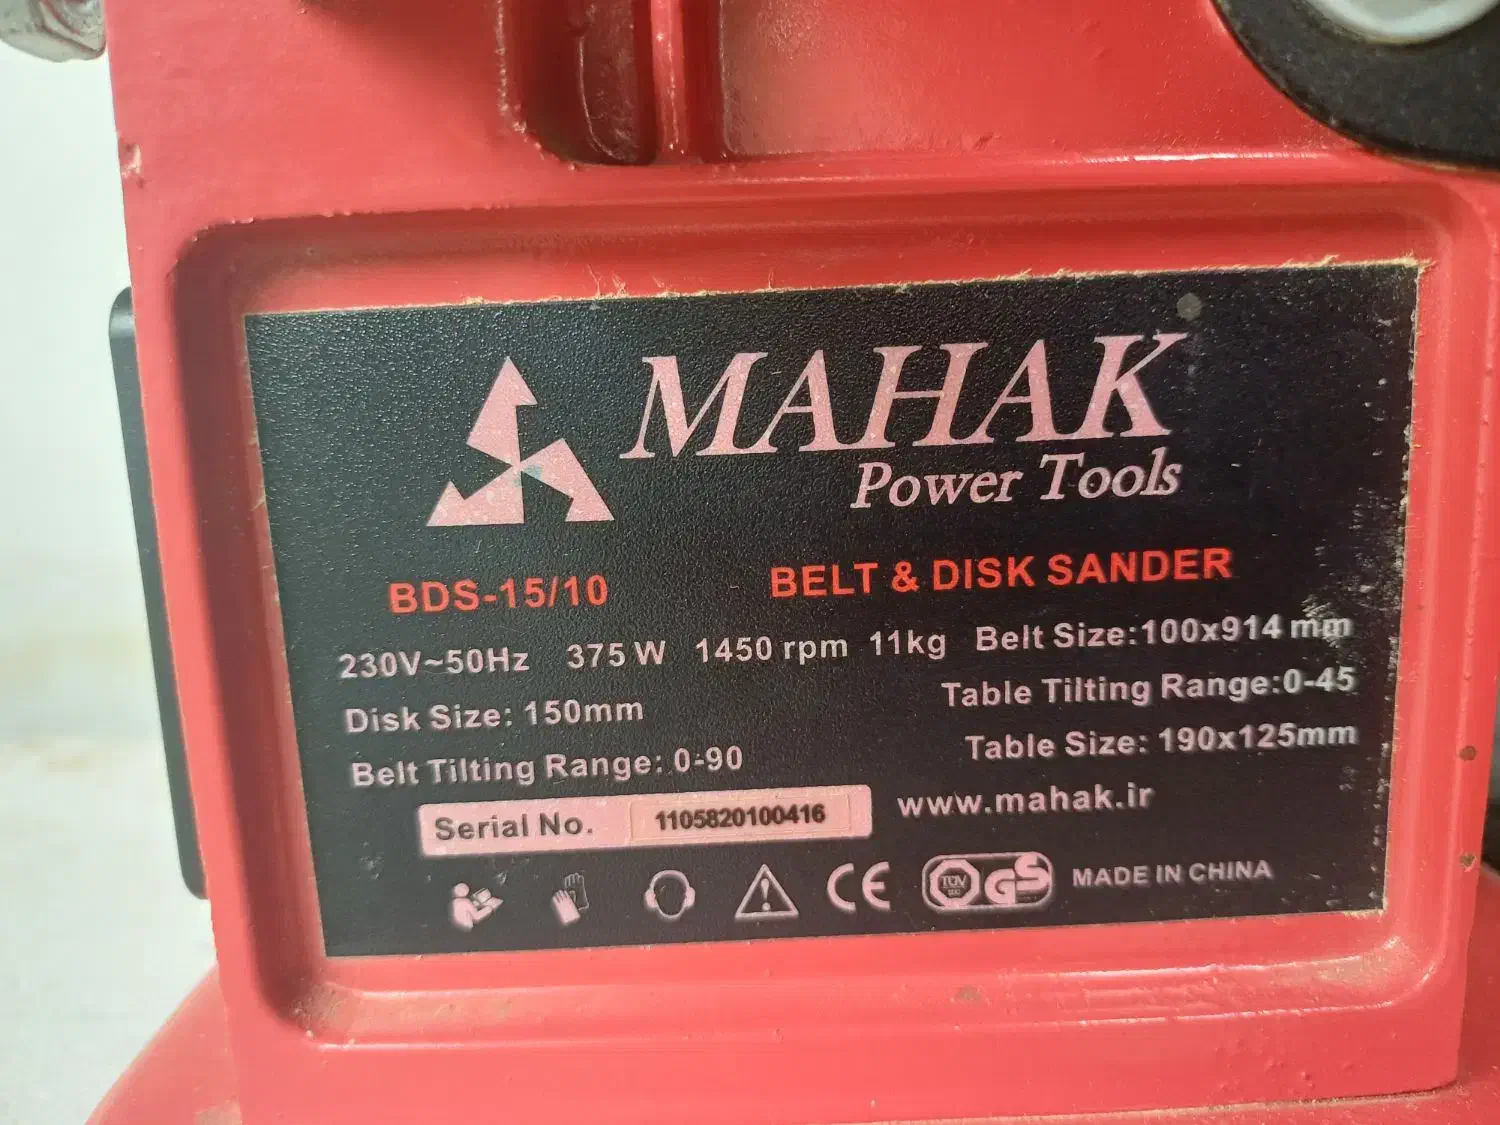 MAHAK
Power Tools
BDS-15/10 BELT & DISK SANDER
230V~50Hz 375 W 1450 rpm 11kg Belt Size:100x914 mm
Disk Size: 150mm Table Tilting Range:0-45
Belt Tilting Range: 0-90 Table Size: 190x125mm
Serial No. 1105820100416 www.mahak.ir
CE TÜV GS MADE IN CHINA